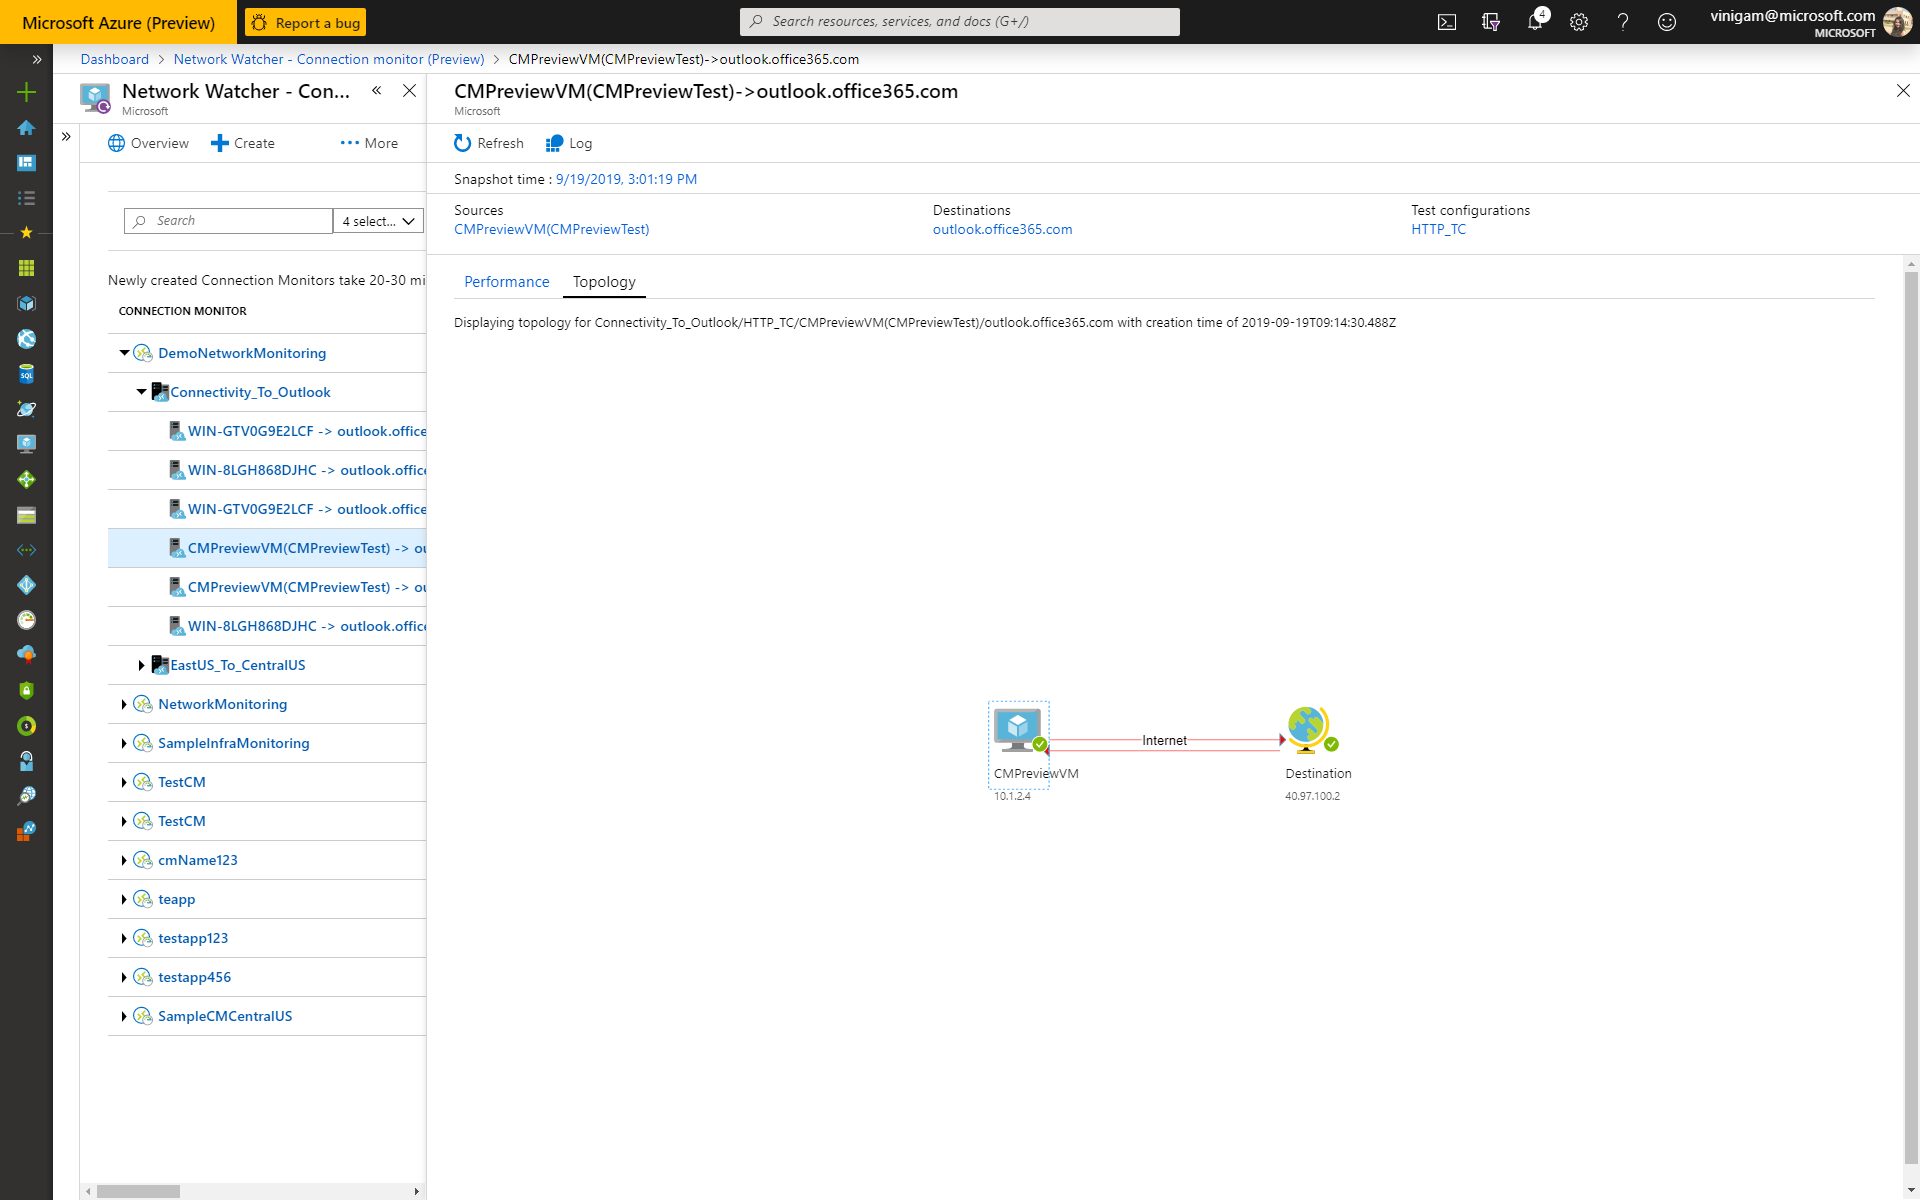 Microsoft Azure (Preview)
Report a bug
Search resources, services, and docs (G+/)
4
vinigam@microsoft.com
MICROSOFT
Dashboard > Network Watcher - Connection monitor (Preview) > CMPreviewVM(CMPreviewTest)->outlook.office365.com
Network Watcher - Con...
Microsoft
Overview
Create
More
Search
4 select...
Newly created Connection Monitors take 20-30 mi
CONNECTION MONITOR
DemoNetworkMonitoring
Connectivity_To_Outlook
WIN-GTV0G9E2LCF -> outlook.office
WIN-8LGH868DJHC -> outlook.office
WIN-GTV0G9E2LCF -> outlook.office
CMPreviewVM(CMPreviewTest) -> ou
CMPreviewVM(CMPreviewTest) -> ou
WIN-8LGH868DJHC -> outlook.office
EastUS_To_CentralUS
NetworkMonitoring
SampleInfraMonitoring
TestCM
TestCM
cmName123
teapp
testapp123
testapp456
SampleCMCentralUS
CMPreviewVM(CMPreviewTest)->outlook.office365.com
Microsoft
Refresh
Log
Snapshot time : 9/19/2019, 3:01:19 PM
Sources
CMPreviewVM(CMPreviewTest)
Destinations
outlook.office365.com
Test configurations
HTTP_TC
Performance
Topology
Displaying topology for Connectivity_To_Outlook/HTTP_TC/CMPreviewVM(CMPreviewTest)/outlook.office365.com with creation time of 2019-09-19T09:14:30.488Z
Internet
CMPreviewVM
10.1.2.4
Destination
40.97.100.2
SQL